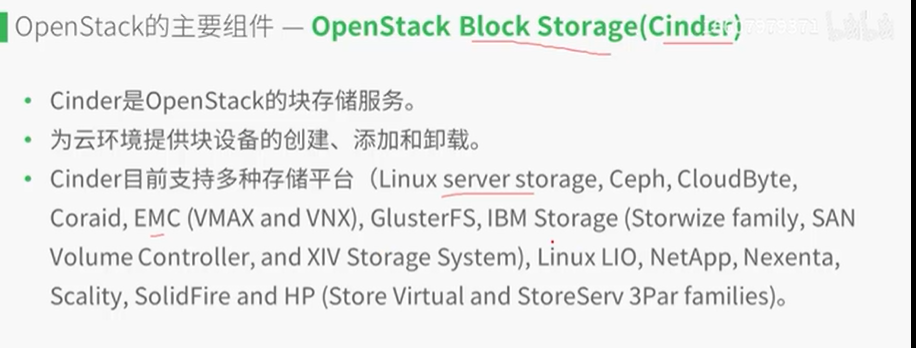 OpenStack的主要组件 — OpenStack Block Storage(Cinder)
• Cinder是OpenStack的块存储服务。
• 为云环境提供块设备的创建、添加和卸载。
• Cinder目前支持多种存储平台（Linux server storage, Ceph, CloudByte,
Coraid, EMC (VMAX and VNX), GlusterFS, IBM Storage (Storwize family, SAN
Volume Controller, and XIV Storage System), Linux LIO, NetApp, Nexenta,
Scality, SolidFire and HP (Store Virtual and StoreServ 3Par families)。